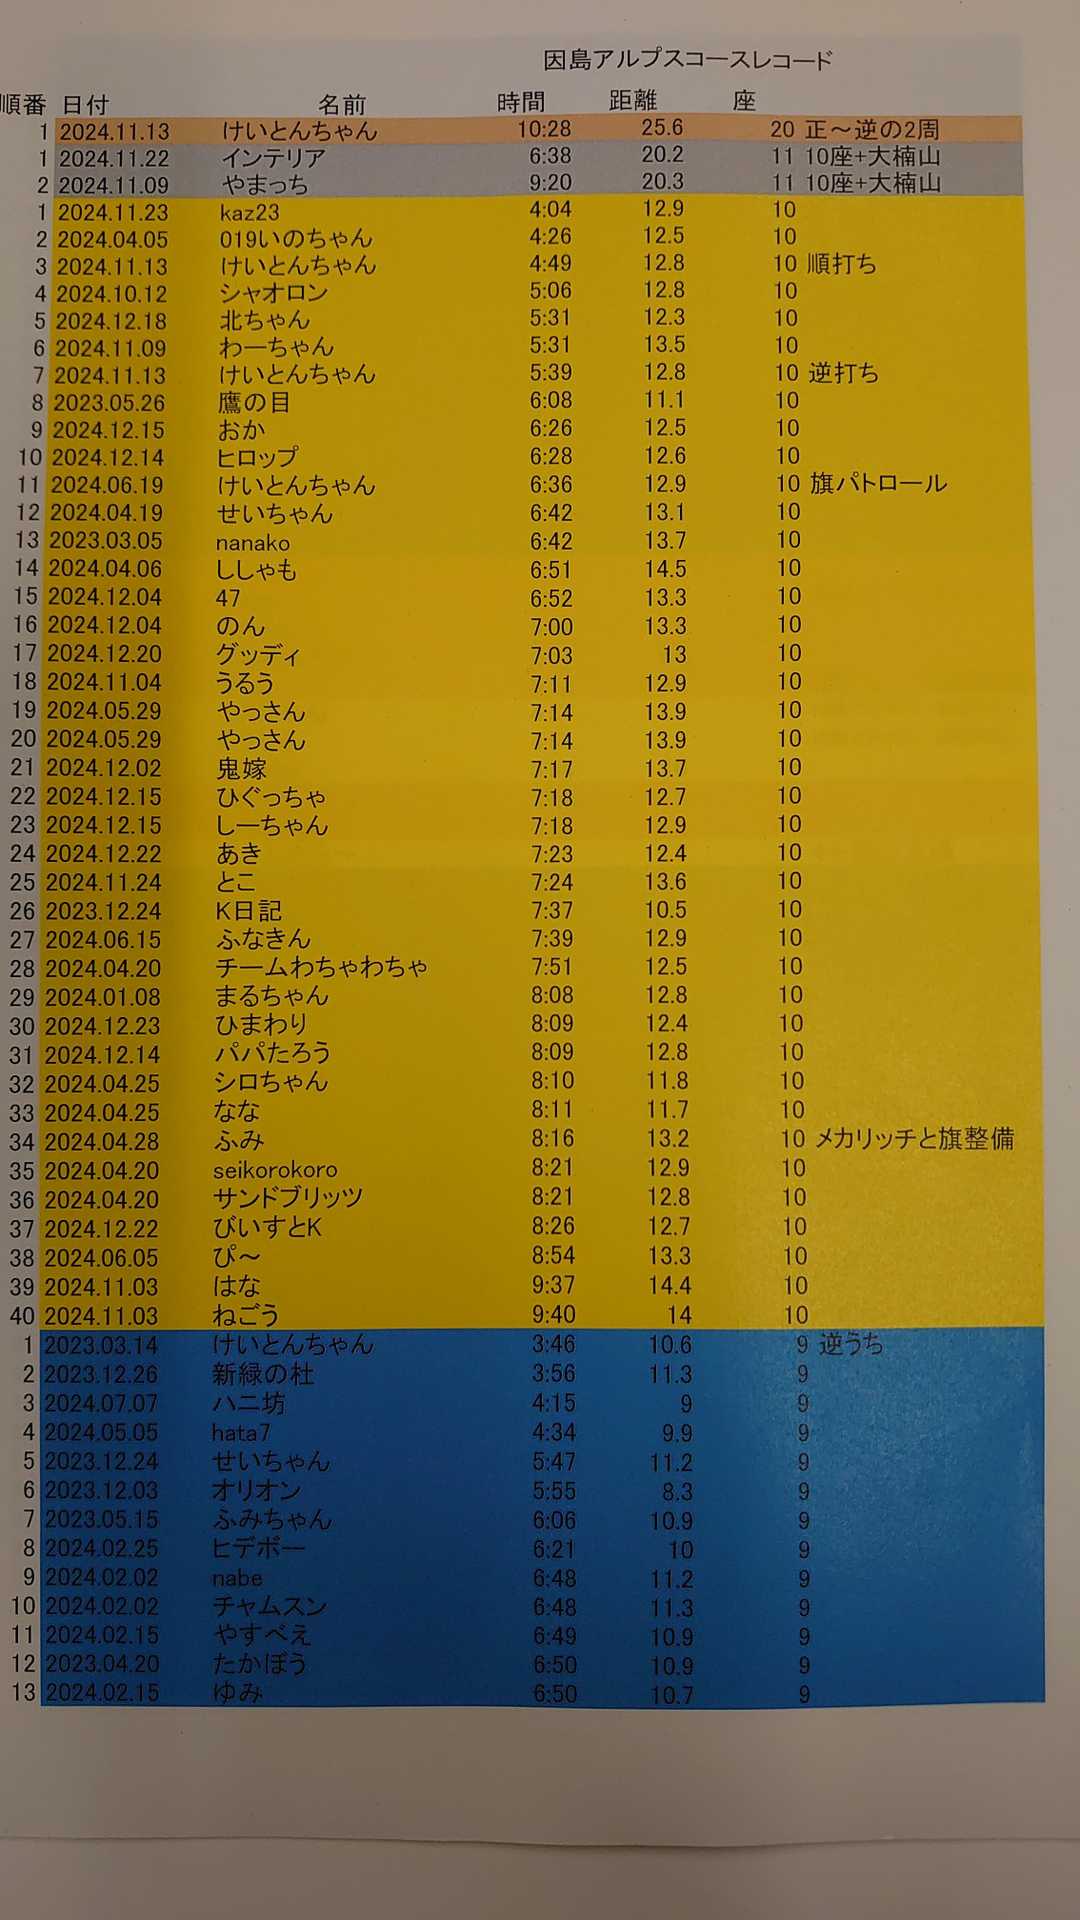 因島アルプスコースレコード
順番 日付 名前 時間 距離 座
1 2024.11.13 けいとんちゃん 10:28 25.6 20 正～逆の2周
1 2024.11.22 インテリア 6:38 20.2 11 10座+大楠山
2 2024.11.09 やまっち 9:20 20.3 11 10座+大楠山
1 2024.11.23 kaz23 4:04 12.9 10
2 2024.04.05 019いのちゃん 4:26 12.5 10
3 2024.11.13 けいとんちゃん 4:49 12.8 10 順打ち
4 2024.10.12 シャオロン 5:06 12.8 10
5 2024.12.18 北ちゃん 5:31 12.3 10
6 2024.11.09 わーちゃん 5:31 13.5 10
7 2024.11.13 けいとんちゃん 5:39 12.8 10 逆打ち
8 2023.05.26 鷹の目 6:08 11.1 10
9 2024.12.15 おか 6:26 12.5 10
10 2024.12.14 ヒロップ 6:28 12.6 10
11 2024.06.19 けいとんちゃん 6:36 12.9 10 旗パトロール
12 2024.04.19 せいちゃん 6:42 13.1 10
13 2023.03.05 nanako 6:42 13.7 10
14 2024.04.06 ししゃも 6:51 14.5 10
15 2024.12.04 47 6:52 13.3 10
16 2024.12.04 のん 7:00 13.3 10
17 2024.12.20 グッディ 7:03 13 10
18 2024.11.04 うるう 7:11 12.9 10
19 2024.05.29 やっさん 7:14 13.9 10
20 2024.05.29 やっさん 7:14 13.9 10
21 2024.12.02 鬼嫁 7:17 13.7 10
22 2024.12.15 ひぐっちゃ 7:18 12.7 10
23 2024.12.15 しーちゃん 7:18 12.9 10
24 2024.12.22 あき 7:23 12.4 10
25 2024.11.24 とこ 7:24 13.6 10
26 2023.12.24 K日記 7:37 10.5 10
27 2024.06.15 ふなきん 7:39 12.9 10
28 2024.04.20 チームわちゃわちゃ 7:51 12.5 10
29 2024.01.08 まるちゃん 8:08 12.8 10
30 2024.12.23 ひまわり 8:09 12.4 10
31 2024.12.14 パパたろう 8:09 12.8 10
32 2024.04.25 シロちゃん 8:10 11.8 10
33 2024.04.25 なな 8:11 11.7 10
34 2024.04.28 ふみ 8:16 13.2 10 メカリッチと旗整備
35 2024.04.20 seikorokoro 8:21 12.9 10
36 2024.04.20 サンドブリッツ 8:21 12.8 10
37 2024.12.22 びいすとK 8:26 12.7 10
38 2024.06.05 ぴ～ 8:54 13.3 10
39 2024.11.03 はな 9:37 14.4 10
40 2024.11.03 ねごう 9:40 14 10
1 2023.03.14 けいとんちゃん 3:46 10.6 9 逆うち
2 2023.12.26 新緑の杜 3:56 11.3 9
3 2024.07.07 ハニ坊 4:15 9 9
4 2024.05.05 hata7 4:34 9.9 9
5 2023.12.24 せいちゃん 5:47 11.2 9
6 2023.12.03 オリオン 5:55 8.3 9
7 2023.05.15 ふみちゃん 6:06 10.9 9
8 2024.02.25 ヒデポー 6:21 10 9
9 2024.02.02 nabe 6:48 11.2 9
10 2024.02.02 チャムスン 6:48 11.3 9
11 2024.02.15 やすべえ 6:49 10.9 9
12 2023.04.20 たかぼう 6:50 10.9 9
13 2024.02.15 ゆみ 6:50 10.7 9